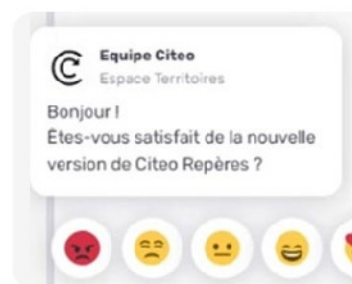 Equipe Citeo
Espace Territoires
Bonjour !
Êtes-vous satisfait de la nouvelle
version de Citeo Repères ?